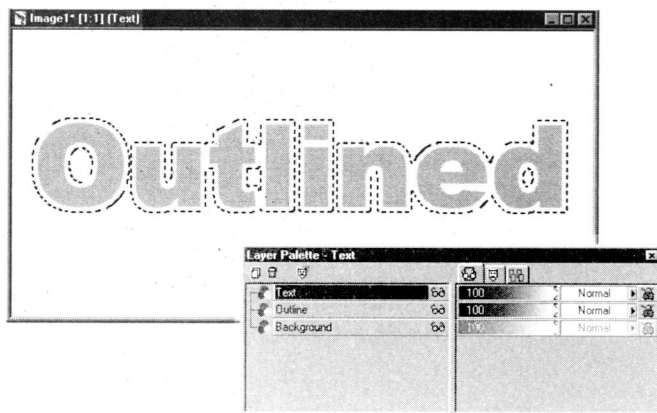 Image1* [1:1] (Text)
Outlined
Layer Palette - Text
Text 100 Normal
Outline 100 Normal
Background 100 Normal